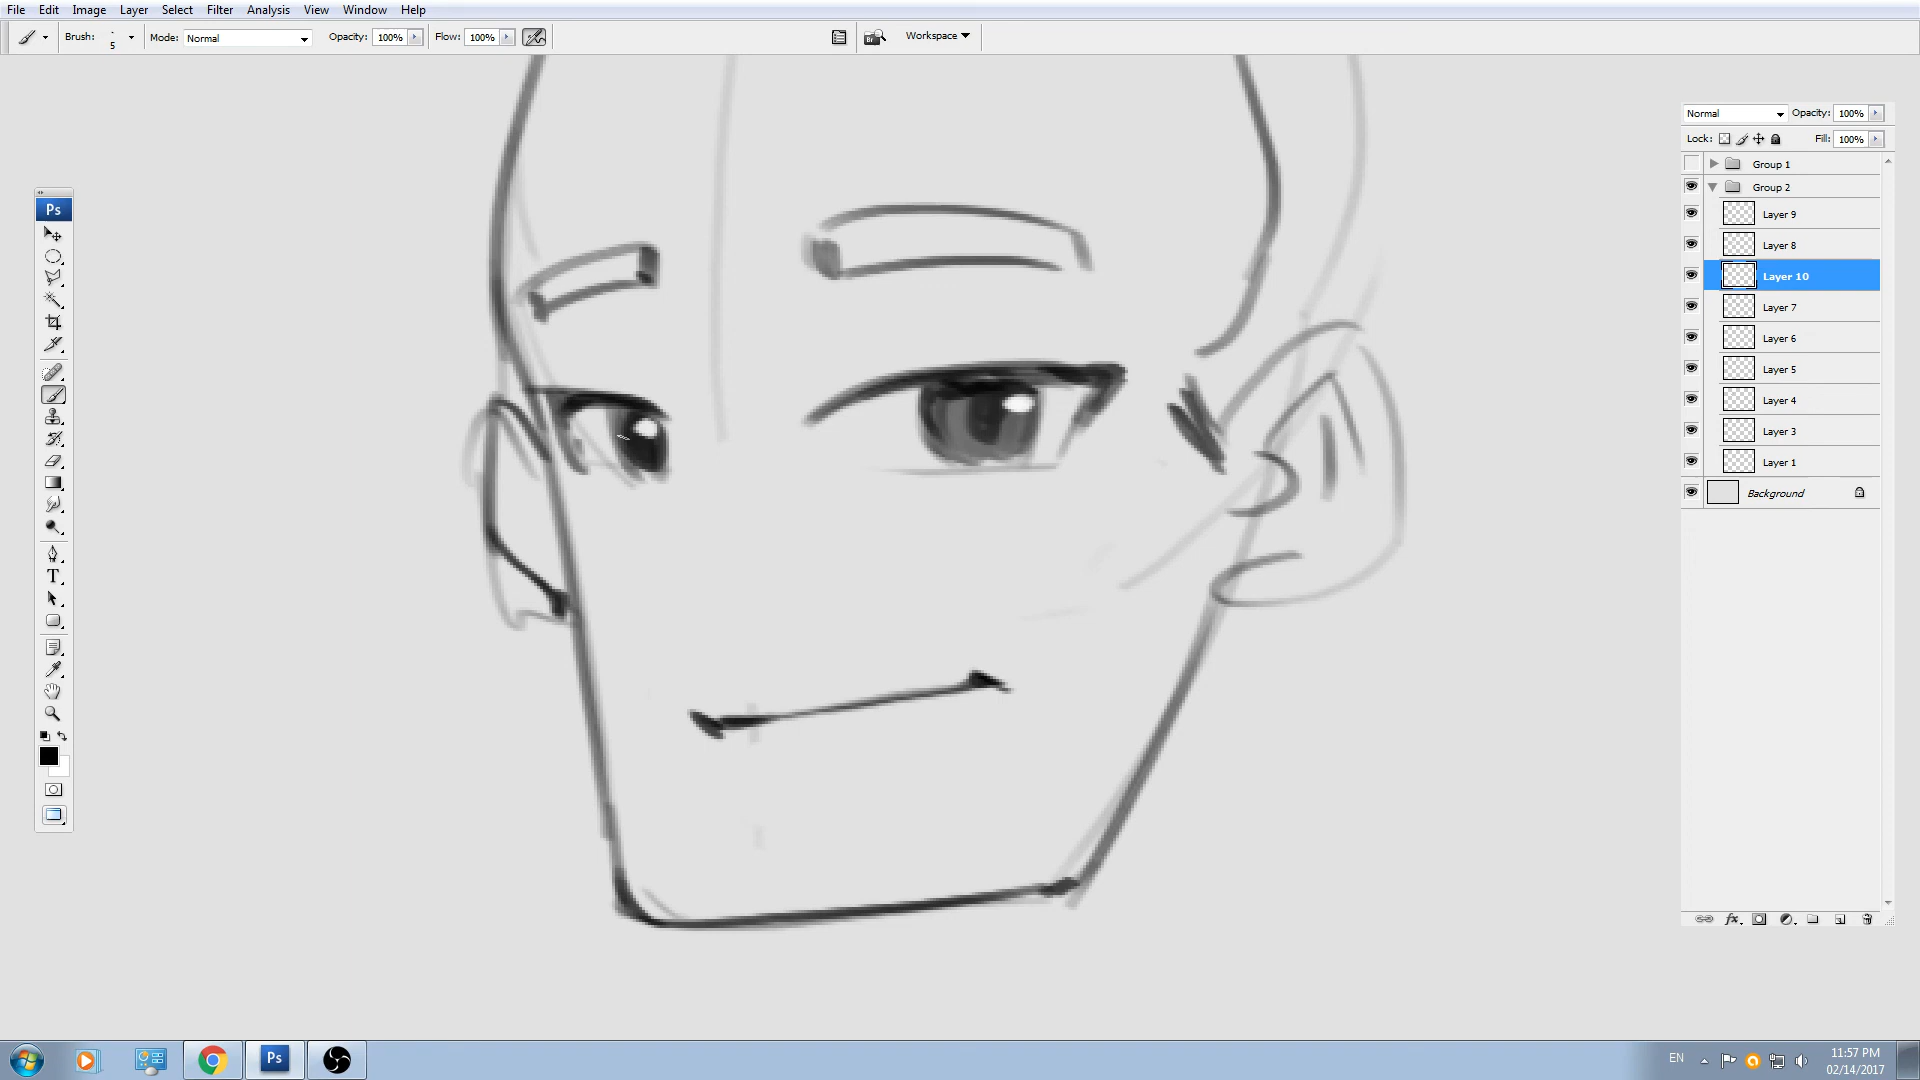 File Edit Image Layer Select Filter Analysis View Window Help
Brush: 5 Mode: Normal Opacity: 100% Flow: 100% Workspace
Normal Opacity: 100%
Lock: Fill: 100%
Group 1
Group 2
Layer 9
Layer 8
Layer 10
Layer 7
Layer 6
Layer 5
Layer 4
Layer 3
Layer 1
Background
Ps
T
fx
Ps
EN
11:57 PM
02/14/2017